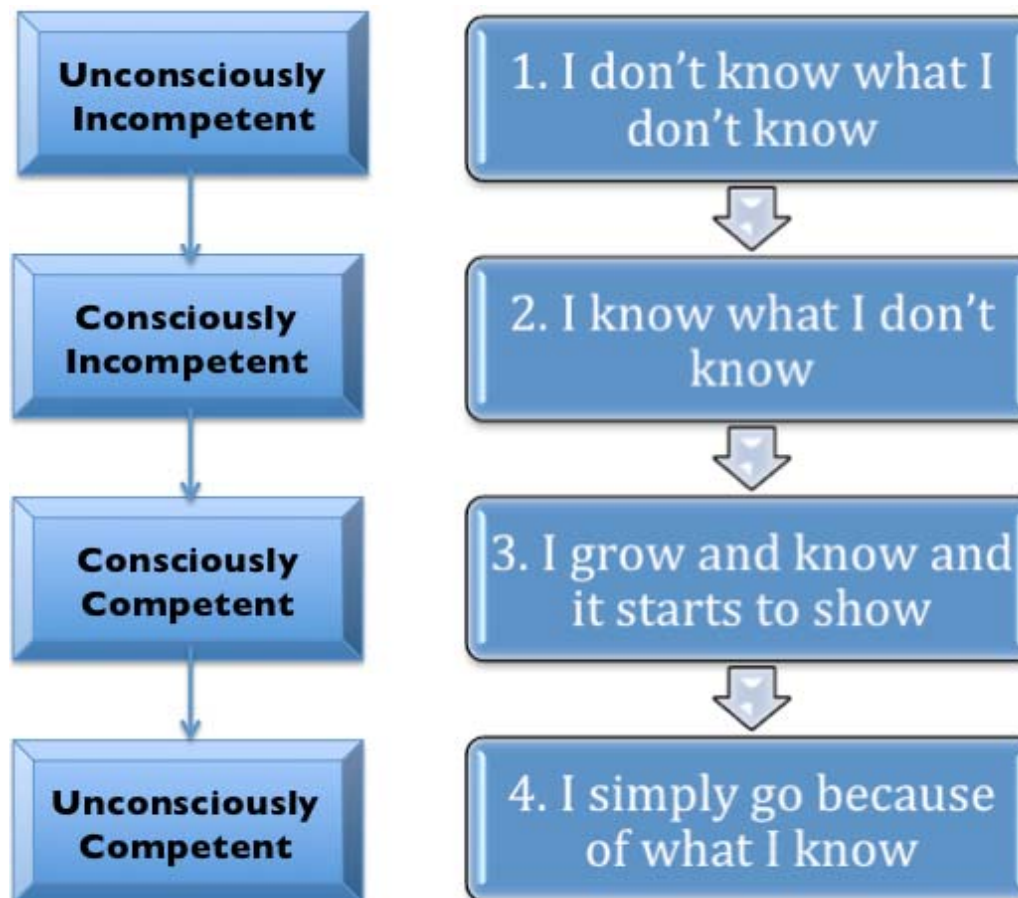 Unconsciously
Incompetent
1. I don’t know what I
don’t know
Consciously
Incompetent
2. I know what I don’t
know
Consciously
Competent
3. I grow and know and
it starts to show
Unconsciously
Competent
4. I simply go because
of what I know